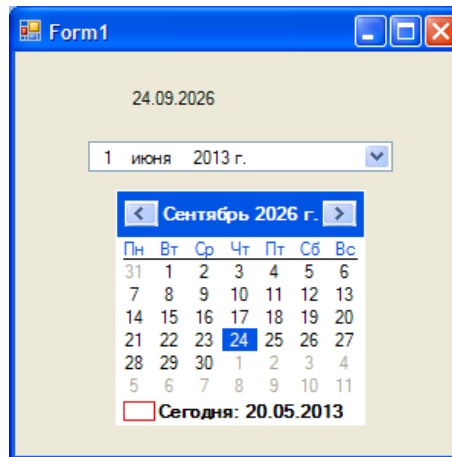 Form1
24.09.2026
1 июня 2013 г.
Сентябрь 2026 г.
Пн Вт Ср Чт Пт Сб Вс
31 1 2 3 4 5 6
7 8 9 10 11 12 13
14 15 16 17 18 19 20
21 22 23 24 25 26 27
28 29 30 1 2 3 4
5 6 7 8 9 10 11
Сегодня: 20.05.2013